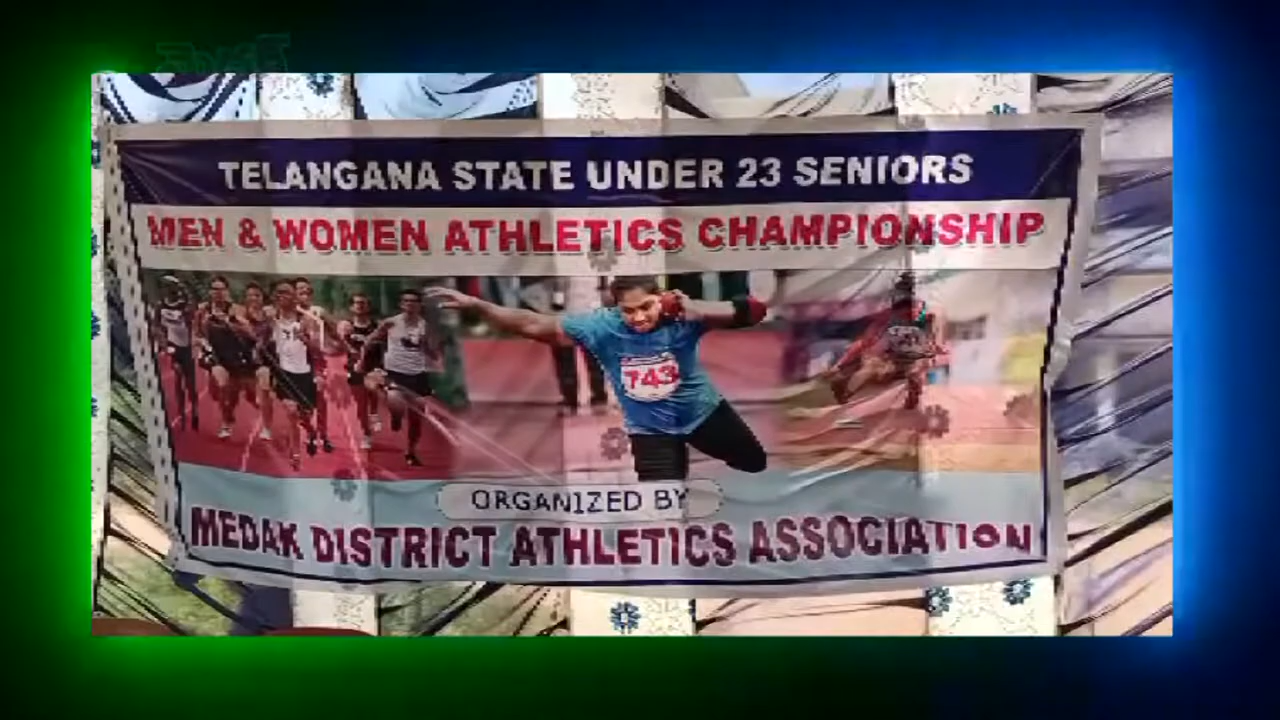 TELANGANA STATE UNDER 23 SENIORS
MEN & WOMEN ATHLETICS CHAMPIONSHIP
743
ORGANIZED BY
MEDAK DISTRICT ATHLETICS ASSOCIATION